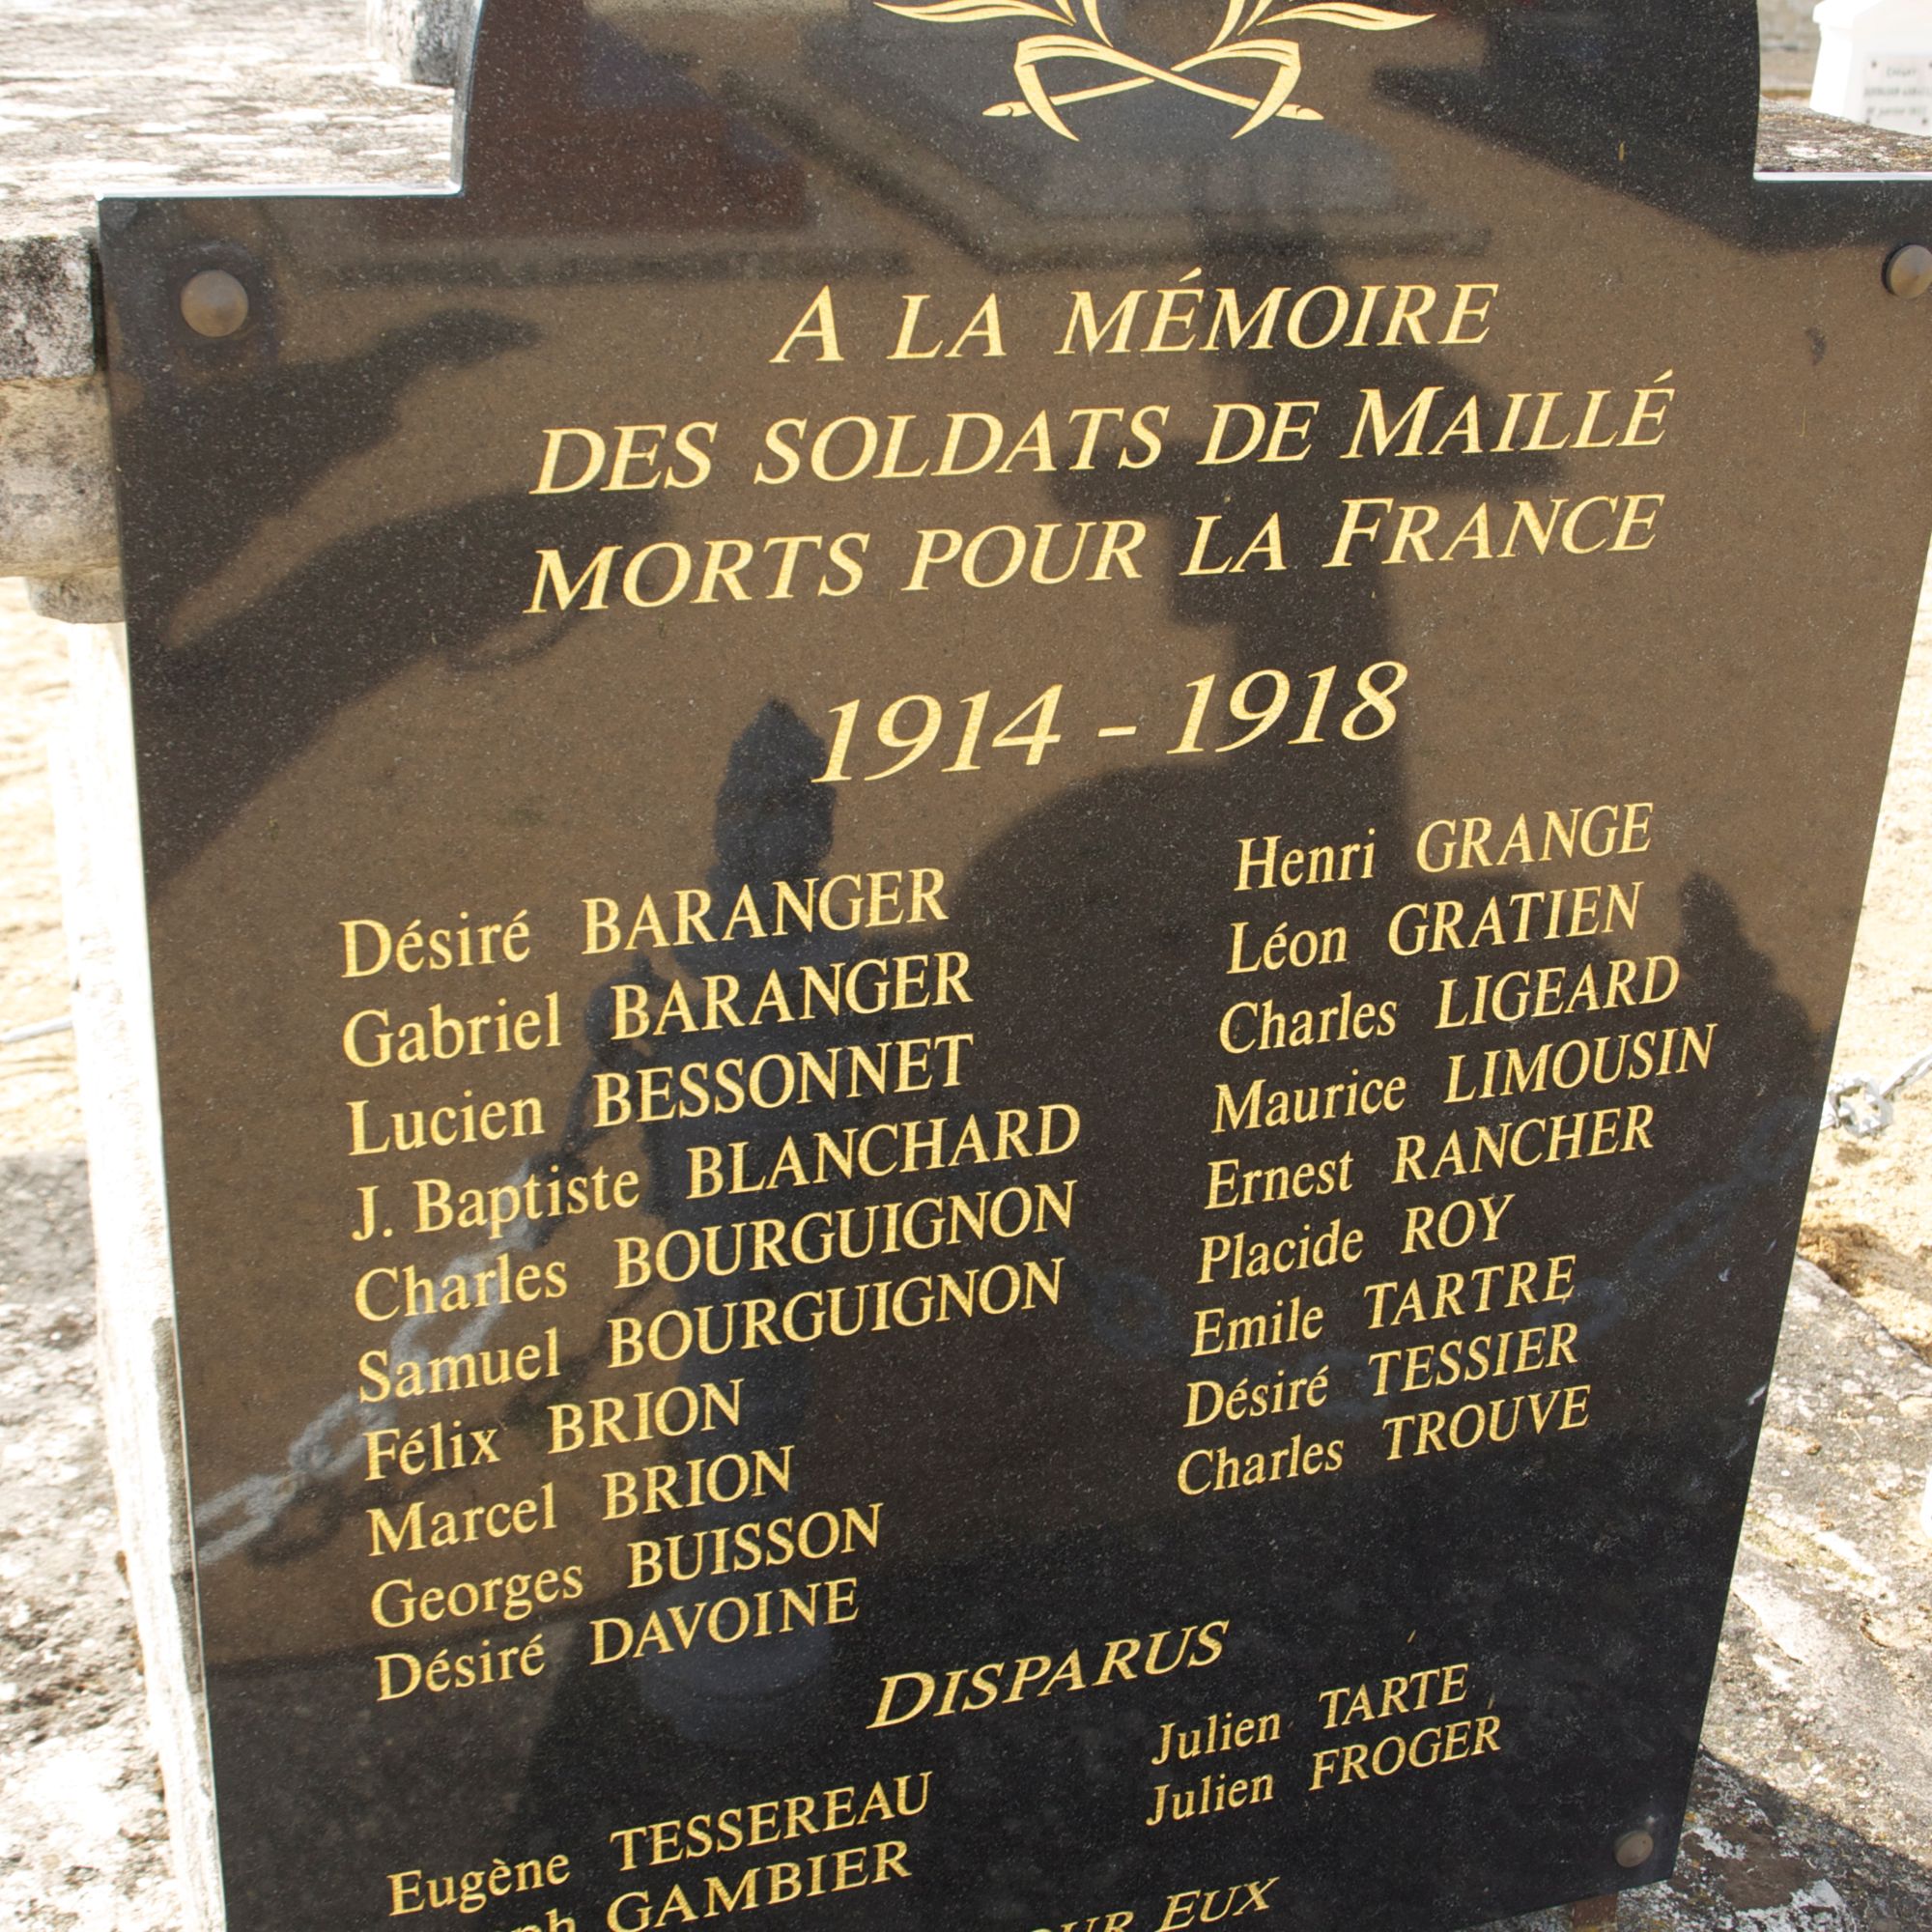 A LA MÉMOIRE
DES SOLDATS DE MAILLÉ
MORTS POUR LA FRANCE
1914 - 1918
Désiré BARANGER
Gabriel BARANGER
Lucien BESSONNET
J. Baptiste BLANCHARD
Charles BOURGUIGNON
Samuel BOURGUIGNON
Félix BRION
Marcel BRION
Georges BUISSON
Désiré DAVOINE
Henri GRANGE
Léon GRATIEN
Charles LIGEARD
Maurice LIMOUSIN
Ernest RANCHER
Placide ROY
Emile TARTRE
Désiré TESSIER
Charles TROUVE
DISPARUS
Eugène TESSEREAU
GAMBIER
Julien TARTE
Julien FROGER
EUX